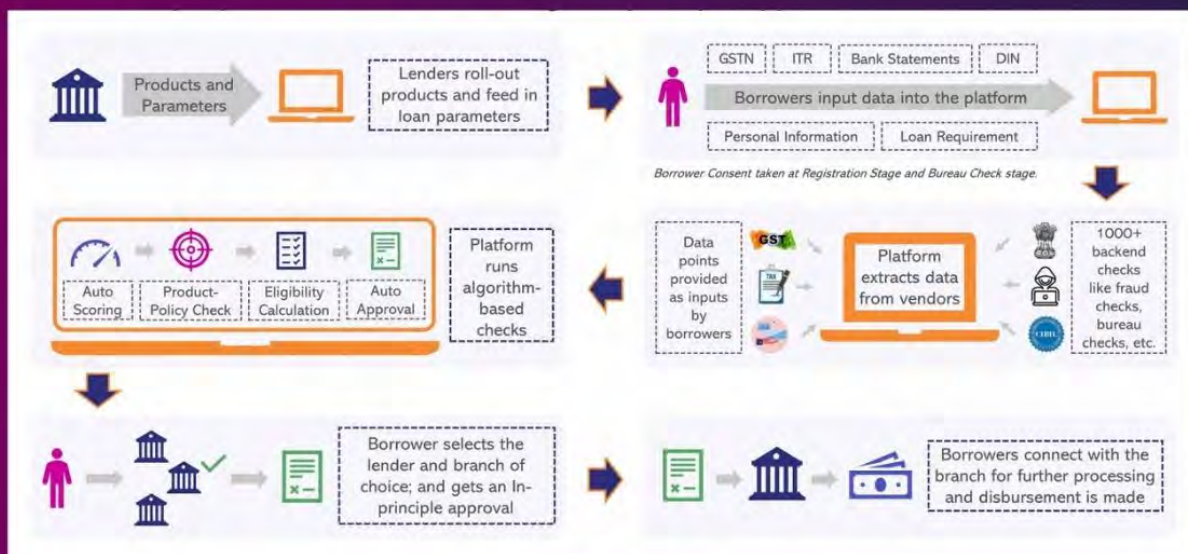 Products and
Parameters
Lenders roll-out
products and feed in
loan parameters
GSTN
ITR
Bank Statements
DIN
Borrowers input data into the platform
Personal Information
Loan Requirement
Borrower Consent taken at Registration Stage and Bureau Check stage.
Auto
Scoring
Product-
Policy Check
Eligibility
Calculation
Auto
Approval
Platform
runs
algorithm-
based
checks
Data
points
provided
as inputs
by
borrowers
GST
TAX
Platform
extracts data
from vendors
CIBIL
1000+
backend
checks
like fraud
checks,
bureau
checks, etc.
Borrower selects the
lender and branch of
choice; and gets an In-
principle approval
Borrowers connect with the
branch for further processing
and disbursement is made